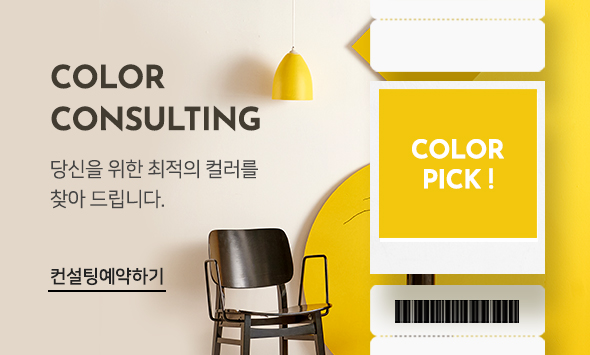 COLOR
CONSULTING
당신을 위한 최적의 컬러를
찾아 드립니다.
컨설팅예약하기
COLOR
PICK !